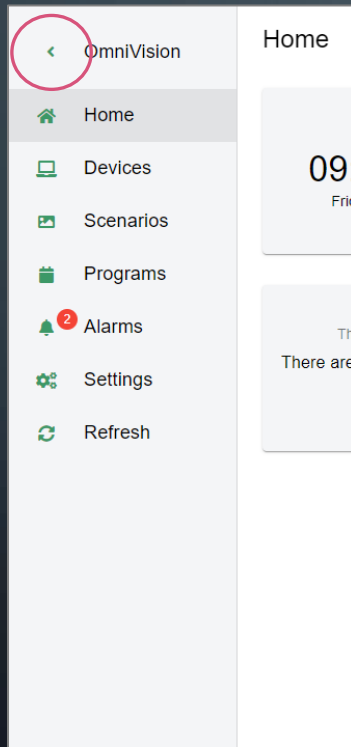 OmniVision
Home
Devices
Scenarios
Programs
2
Alarms
Settings
Refresh
Home
09
There are